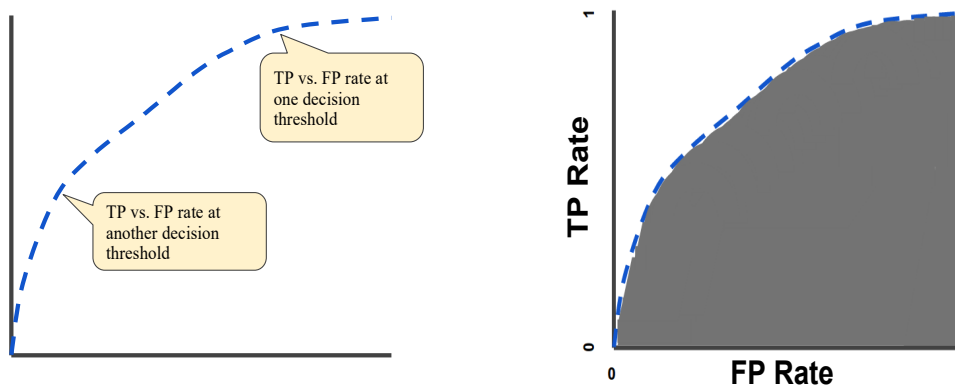 TP vs. FP rate at
one decision
threshold
TP vs. FP rate at
another decision
threshold
1
TP Rate
0
0
FP Rate